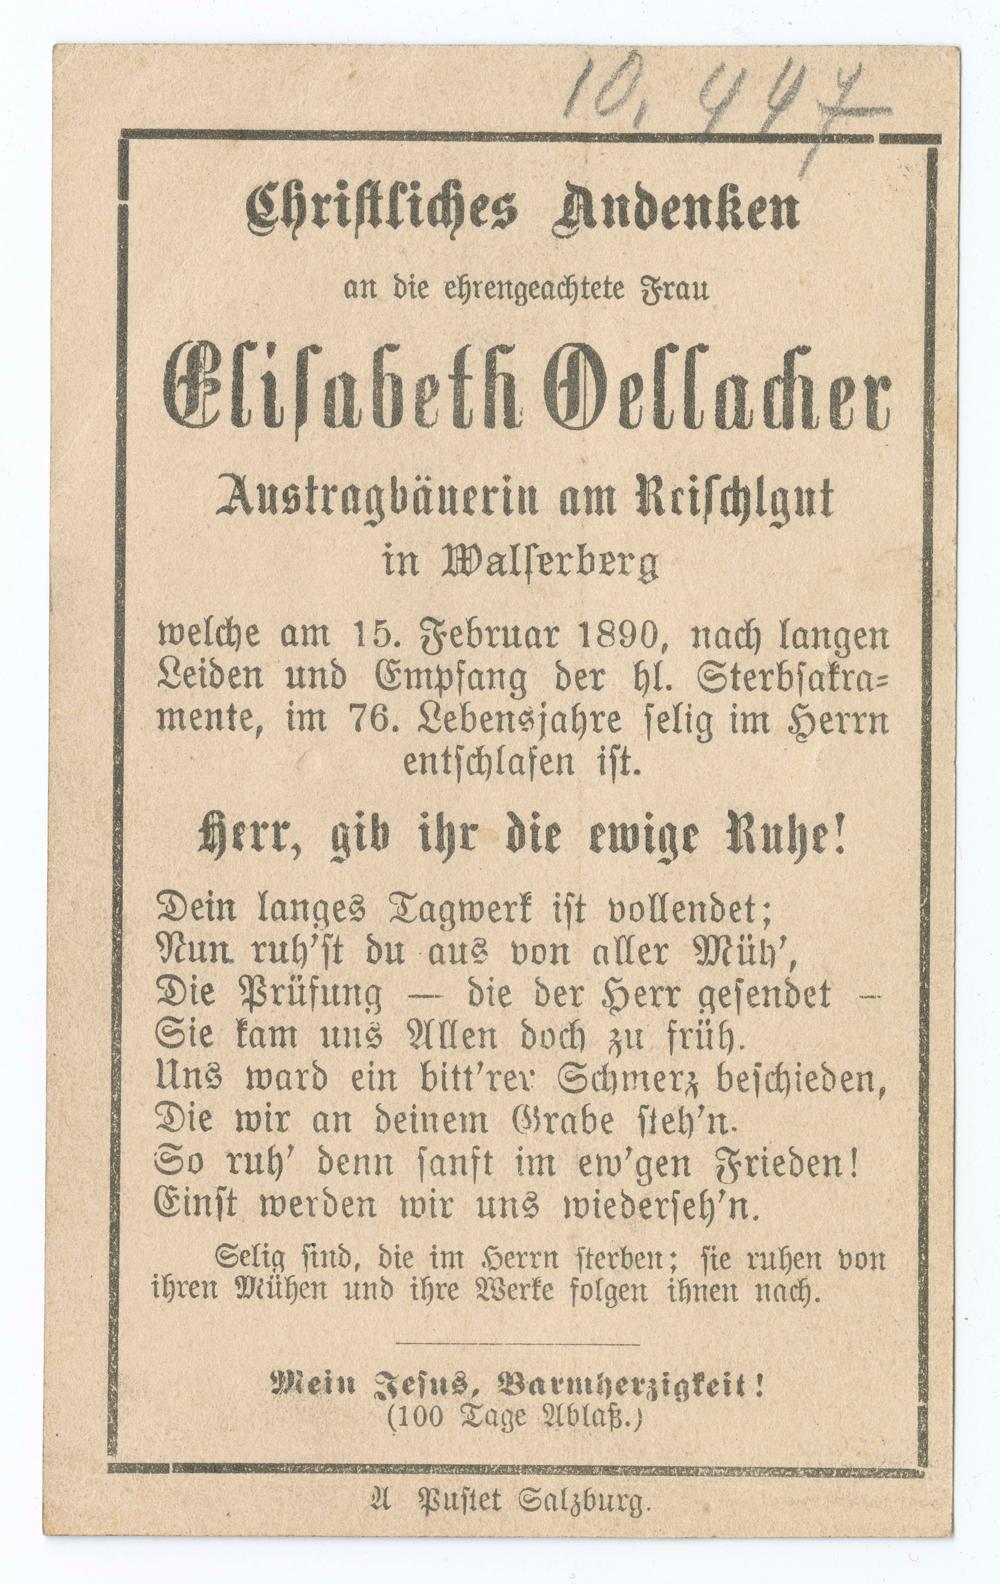 10,447
Christliches Andenken
an die ehrengeachtete Frau
Elisabeth Oellacher
Austragbäuerin am Reischlgut
in Walserberg
welche am 15. Februar 1890, nach langen
Leiden und Empfang der hl. Sterbsakra-
mente, im 76. Lebensjahre selig im Herrn
entschlafen ist.
Herr, gib ihr die ewige Ruhe!
Dein langes Tagwerk ist vollendet;
Nun ruh'st du aus von aller Müh',
Die Prüfung — die der Herr gesendet —
Sie kam uns Allen doch zu früh.
Uns ward ein bitt'rer Schmerz beschieden,
Die wir an deinem Grabe steh'n.
So ruh' denn sanft im ew'gen Frieden!
Einst werden wir uns wiederseh'n.
Selig sind, die im Herrn sterben; sie ruhen von
ihren Mühen und ihre Werke folgen ihnen nach.
Mein Jesus, Barmherzigkeit!
(100 Tage Ablaß.)
A Pustet Salzburg.